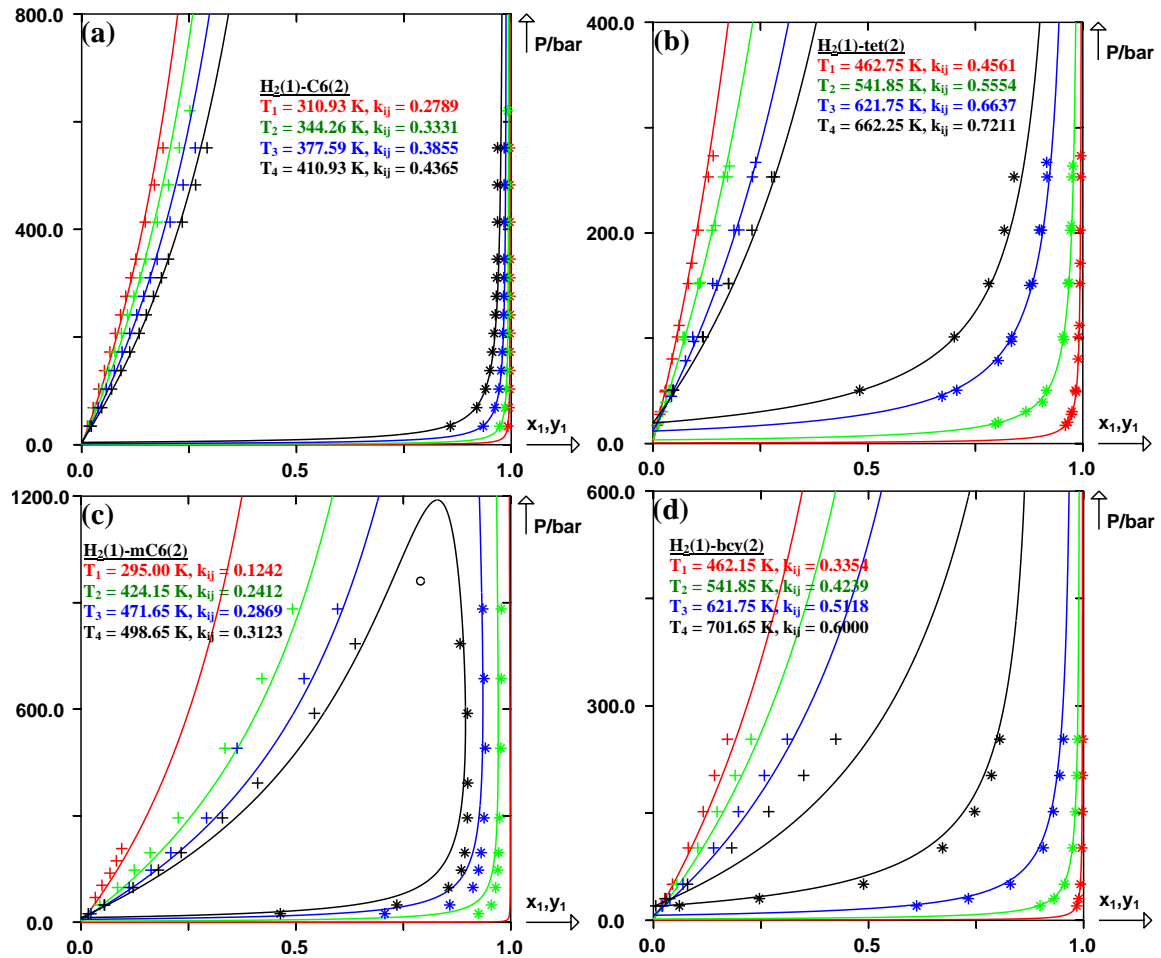 (a)
800.0
400.0
0.0
0.0
0.5
1.0
P/bar
x1,y1
H2(1)-C6(2)
T1 = 310.93 K, kij = 0.2789
T2 = 344.26 K, kij = 0.3331
T3 = 377.59 K, kij = 0.3855
T4 = 410.93 K, kij = 0.4365
(b)
400.0
200.0
0.0
0.0
0.5
1.0
P/bar
x1,y1
H2(1)-tet(2)
T1 = 462.75 K, kij = 0.4561
T2 = 541.85 K, kij = 0.5554
T3 = 621.75 K, kij = 0.6637
T4 = 662.25 K, kij = 0.7211
(c)
1200.0
600.0
0.0
0.0
0.5
1.0
P/bar
x1,y1
H2(1)-mC6(2)
T1 = 295.00 K, kij = 0.1242
T2 = 424.15 K, kij = 0.2412
T3 = 471.65 K, kij = 0.2869
T4 = 498.65 K, kij = 0.3123
(d)
600.0
300.0
0.0
0.0
0.5
1.0
P/bar
x1,y1
H2(1)-bcy(2)
T1 = 462.15 K, kij = 0.3354
T2 = 541.85 K, kij = 0.4239
T3 = 621.75 K, kij = 0.5118
T4 = 701.65 K, kij = 0.6000